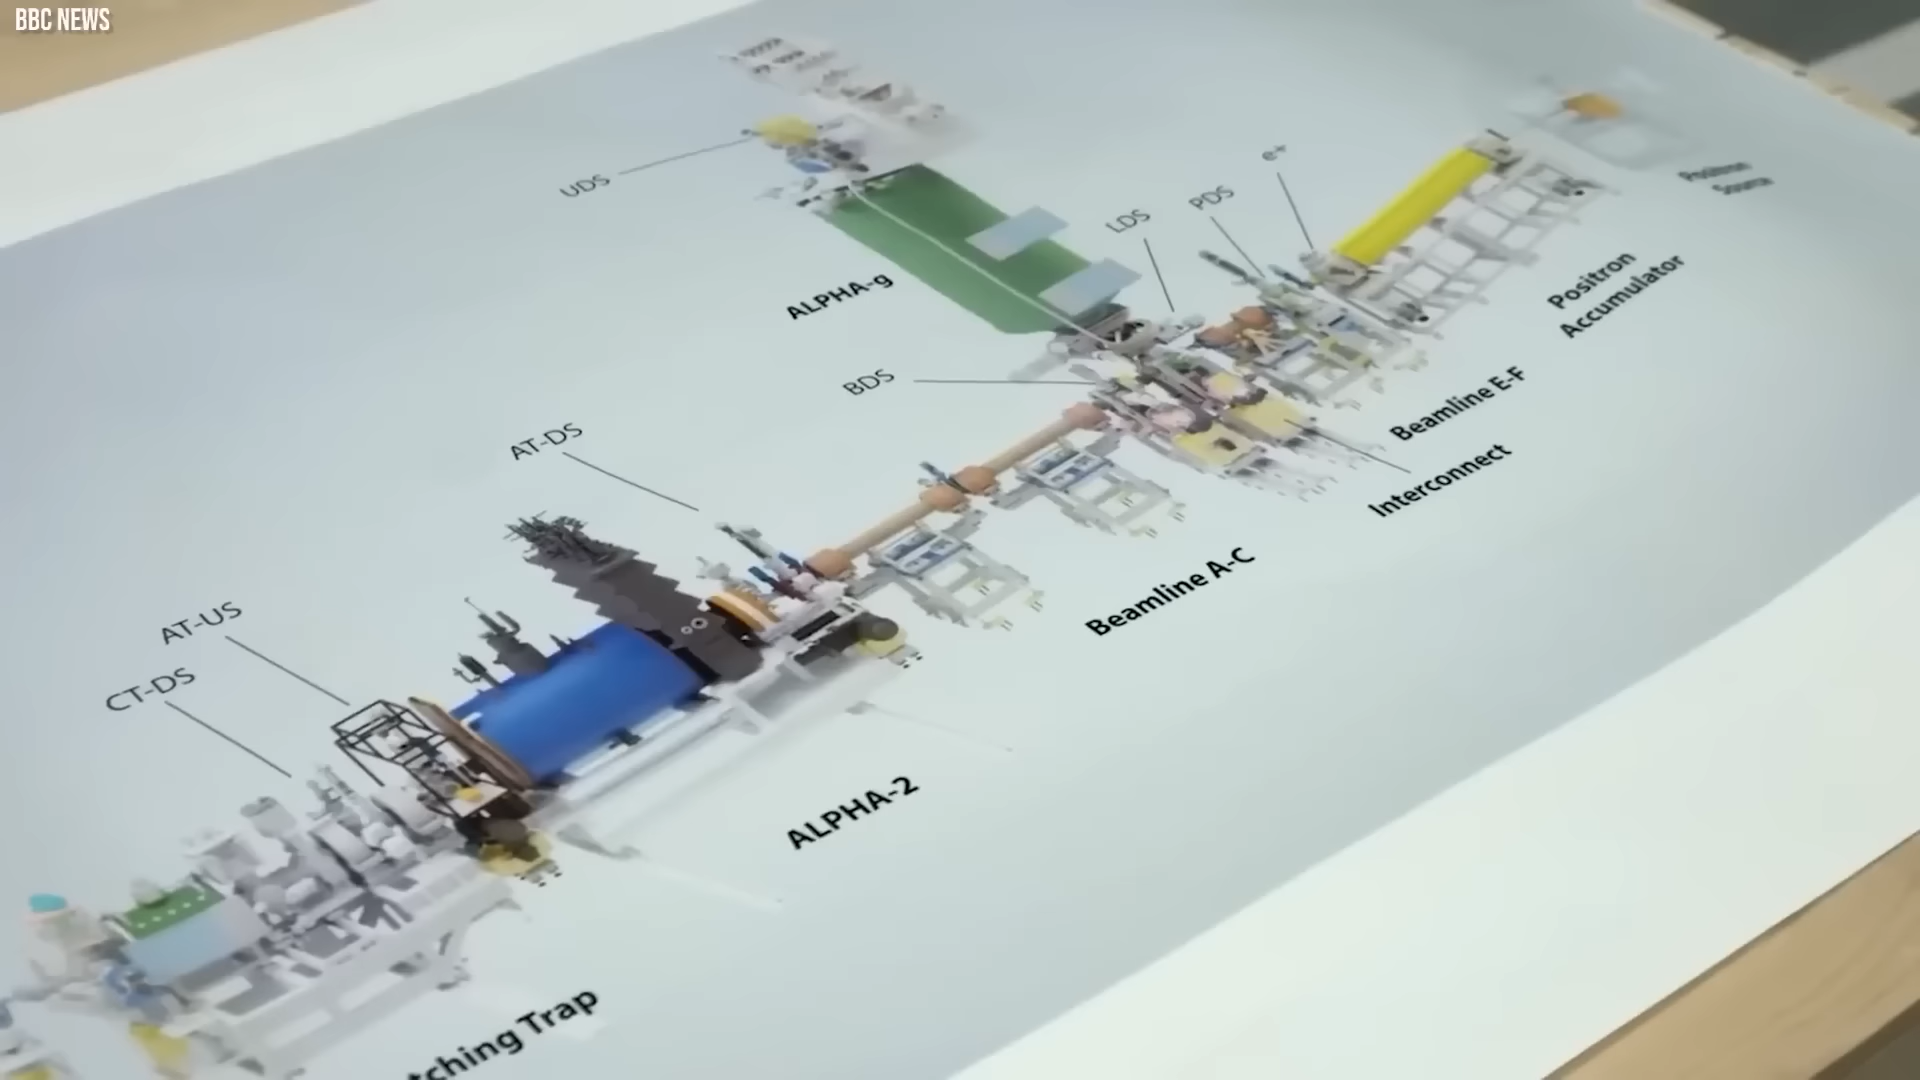 BBC NEWS
UDS
ALPHA-g
LDS
PDS
e+
Positron
Source
Positron
Accumulator
BDS
Beamline E-F
Interconnect
AT-DS
Beamline A-C
AT-US
CT-DS
ALPHA-2
tching Trap